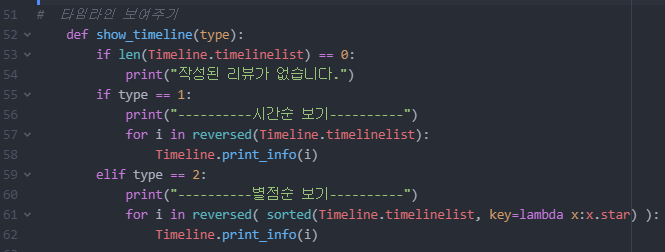 51 #  타임라인 보여주기
52     def show_timeline(type):
53         if len(Timeline.timelinelist) == 0:
54             print("작성된 리뷰가 없습니다.")
55         if type == 1:
56             print("----------시간순 보기----------")
57             for i in reversed(Timeline.timelinelist):
58                 Timeline.print_info(i)
59         elif type == 2:
60             print("----------별점순 보기----------")
61             for i in reversed( sorted(Timeline.timelinelist, key=lambda x:x.star) ):
62                 Timeline.print_info(i)